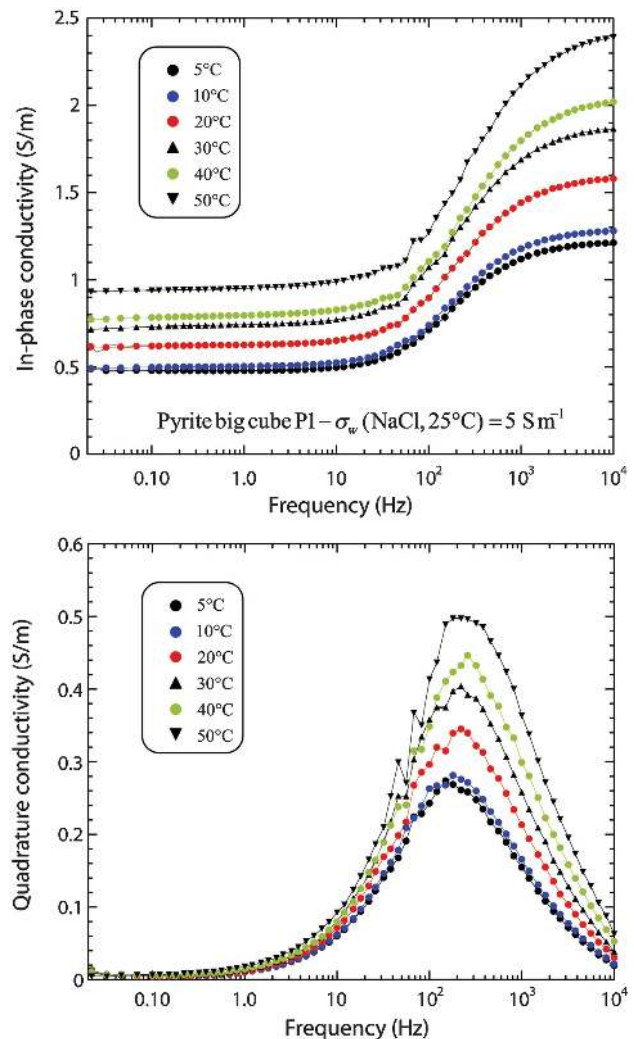 2.5
2
1.5
1
0.5
0
In-phase conductivity (S/m)
5°C
10°C
20°C
30°C
40°C
50°C
Pyrite big cube P1 – σw (NaCl, 25°C) = 5 S m⁻¹
0.10
1.0
10
10²
10³
10⁴
Frequency (Hz)
0.6
0.5
0.4
0.3
0.2
0.1
0
Quadrature conductivity (S/m)
5°C
10°C
20°C
30°C
40°C
50°C
0.10
1.0
10
10²
10³
10⁴
Frequency (Hz)